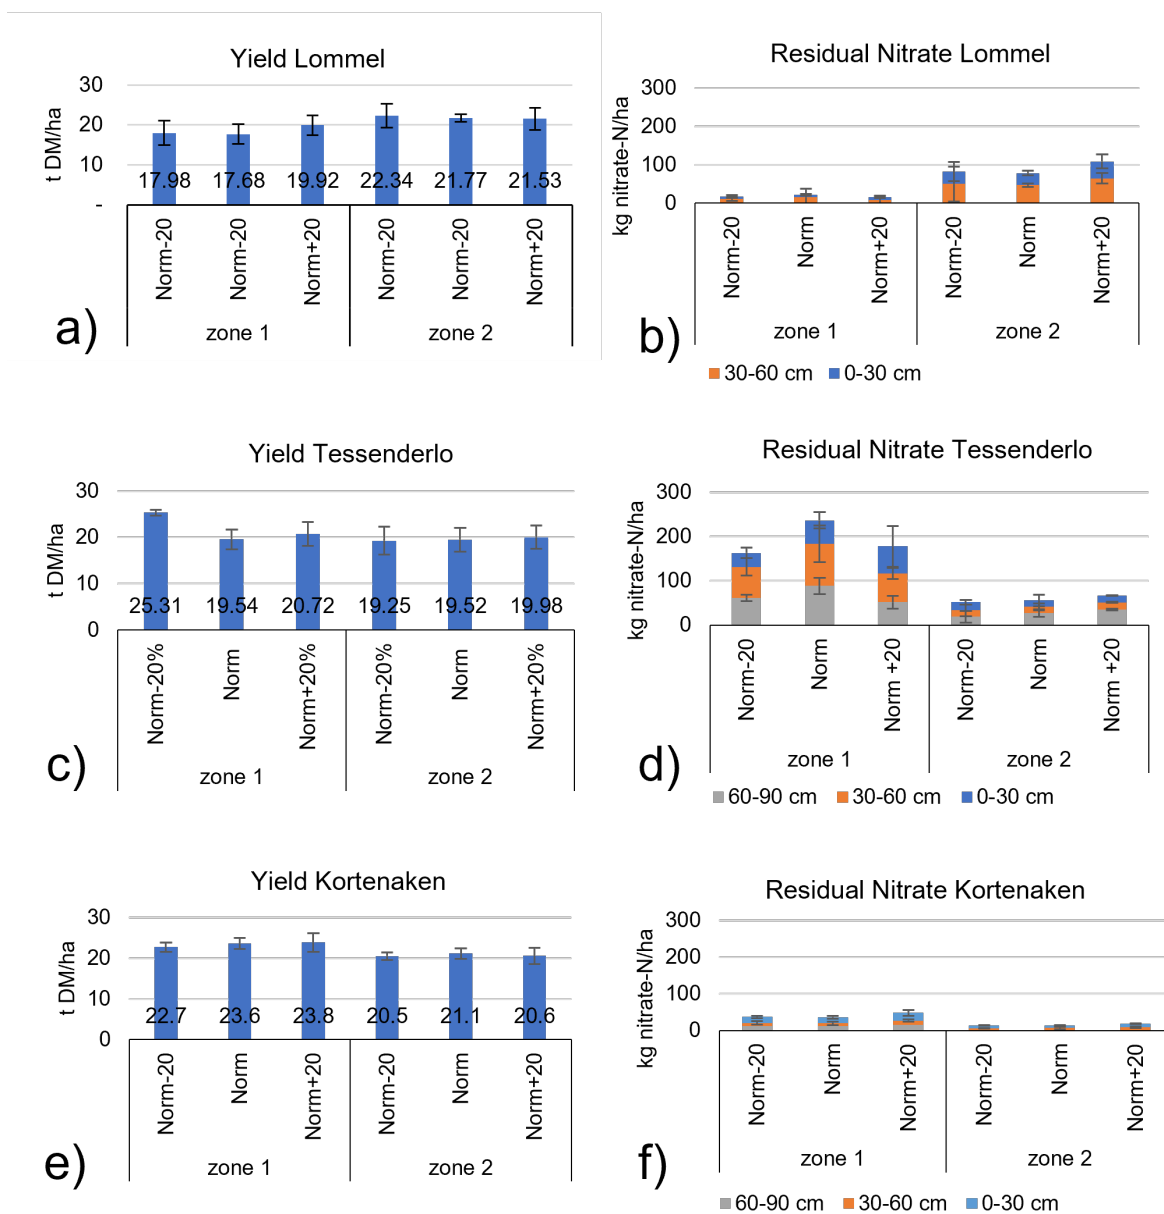 Yield Lommel
t DM/ha
30
20
10
-
17.98 17.68 19.92 22.34 21.77 21.53
Norm-20 Norm-20 Norm+20 Norm-20 Norm-20 Norm+20
zone 1 zone 2
a)
Residual Nitrate Lommel
kg nitrate-N/ha
300
200
100
0
Norm-20 Norm Norm+20 Norm-20 Norm Norm+20
zone 1 zone 2
b)
30-60 cm 0-30 cm
Yield Tessenderlo
t DM/ha
30
20
10
0
25.31 19.54 20.72 19.25 19.52 19.98
Norm-20% Norm Norm+20% Norm-20% Norm Norm+20%
zone 1 zone 2
c)
Residual Nitrate Tessenderlo
kg nitrate-N/ha
300
200
100
0
Norm-20 Norm Norm +20 Norm-20 Norm Norm +20
zone 1 zone 2
d)
60-90 cm 30-60 cm 0-30 cm
Yield Kortenaken
t DM/ha
30
20
10
0
22.7 23.6 23.8 20.5 21.1 20.6
Norm-20 Norm Norm+20 Norm-20 Norm Norm+20
zone 1 zone 2
e)
Residual Nitrate Kortenaken
kg nitrate-N/ha
300
200
100
0
Norm-20 Norm Norm+20 Norm-20 Norm Norm+20
zone 1 zone 2
f)
60-90 cm 30-60 cm 0-30 cm